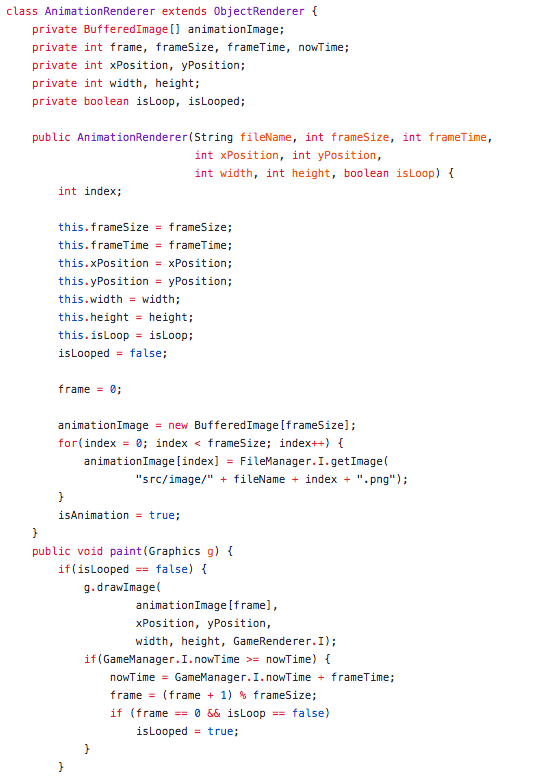 class AnimationRenderer extends ObjectRenderer {
    private BufferedImage[] animationImage;
    private int frame, frameSize, frameTime, nowTime;
    private int xPosition, yPosition;
    private int width, height;
    private boolean isLoop, isLooped;

    public AnimationRenderer(String fileName, int frameSize, int frameTime,
                             int xPosition, int yPosition,
                             int width, int height, boolean isLoop) {
        int index;

        this.frameSize = frameSize;
        this.frameTime = frameTime;
        this.xPosition = xPosition;
        this.yPosition = yPosition;
        this.width = width;
        this.height = height;
        this.isLoop = isLoop;
        isLooped = false;

        frame = 0;

        animationImage = new BufferedImage[frameSize];
        for(index = 0; index < frameSize; index++) {
            animationImage[index] = FileManager.I.getImage(
                    "src/image/" + fileName + index + ".png");
        }
        isAnimation = true;
    }
    public void paint(Graphics g) {
        if(isLooped == false) {
            g.drawImage(
                    animationImage[frame],
                    xPosition, yPosition,
                    width, height, GameRenderer.I);
            if(GameManager.I.nowTime >= nowTime) {
                nowTime = GameManager.I.nowTime + frameTime;
                frame = (frame + 1) % frameSize;
                if (frame == 0 && isLoop == false)
                    isLooped = true;
            }
        }